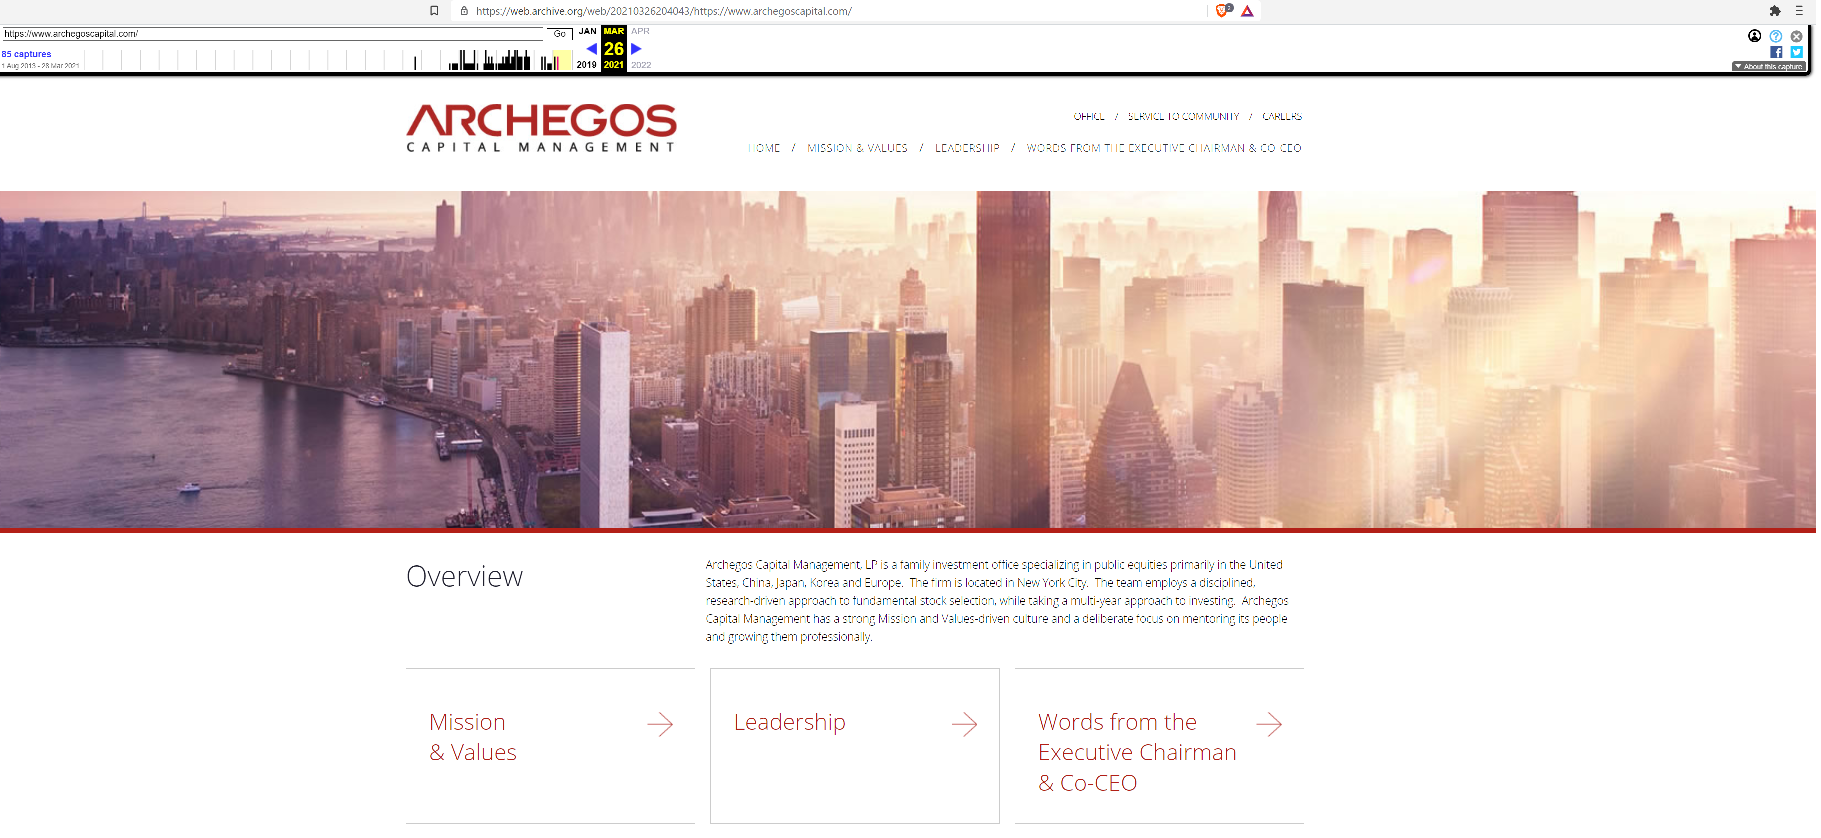 https://web.archive.org/web/20210326204043/https://www.archegoscapital.com/
2
https://www.archegoscapital.com/
Go
JAN MAR APR
85 captures
26
1 Aug 2013 - 28 Mar 2021
2019 2021 2022
About this capture
ARCHEGOS
CAPITAL MANAGEMENT
OFFICE / SERVICE TO COMMUNITY / CAREERS
HOME / MISSION & VALUES / LEADERSHIP / WORDS FROM THE EXECUTIVE CHAIRMAN & CO-CEO
Overview
Archegos Capital Management, LP is a family investment office specializing in public equities primarily in the United
States, China, Japan, Korea and Europe. The firm is located in New York City. The team employs a disciplined,
research-driven approach to fundamental stock selection, while taking a multi-year approach to investing. Archegos
Capital Management has a strong Mission and Values-driven culture and a deliberate focus on mentoring its people
and growing them professionally.
Mission
& Values
Leadership
Words from the
Executive Chairman
& Co-CEO